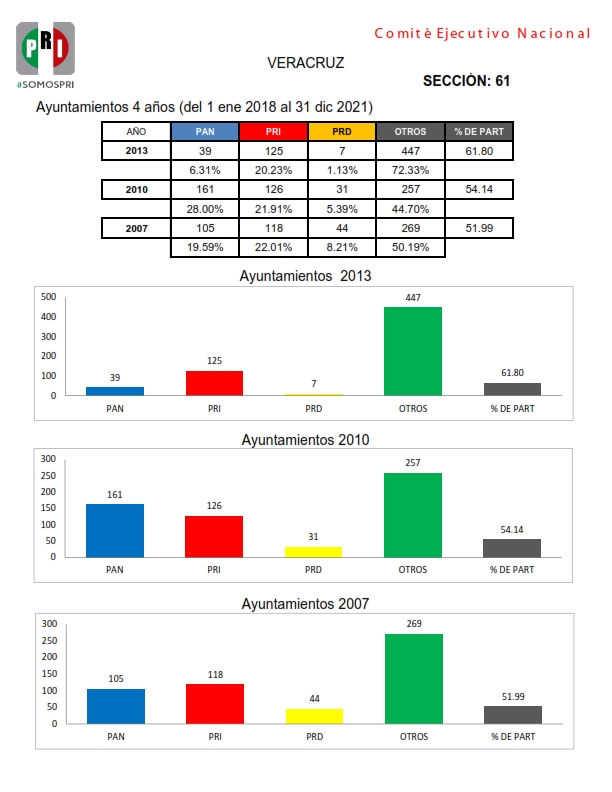 Comité Ejecutivo Nacional
PRI
#SOMOSPRI
VERACRUZ
SECCIÓN: 61
Ayuntamientos 4 años (del 1 ene 2018 al 31 dic 2021)
AÑO PAN PRI PRD OTROS % DE PART
2013 39 125 7 447 61.80
6.31% 20.23% 1.13% 72.33%
2010 161 126 31 257 54.14
28.00% 21.91% 5.39% 44.70%
2007 105 118 44 269 51.99
19.59% 22.01% 8.21% 50.19%
Ayuntamientos 2013
500
400
300
200
100
0
39 125 7 447 61.80
PAN PRI PRD OTROS % DE PART
Ayuntamientos 2010
300
250
200
150
100
50
0
161 126 31 257 54.14
PAN PRI PRD OTROS % DE PART
Ayuntamientos 2007
300
250
200
150
100
50
0
105 118 44 269 51.99
PAN PRI PRD OTROS % DE PART